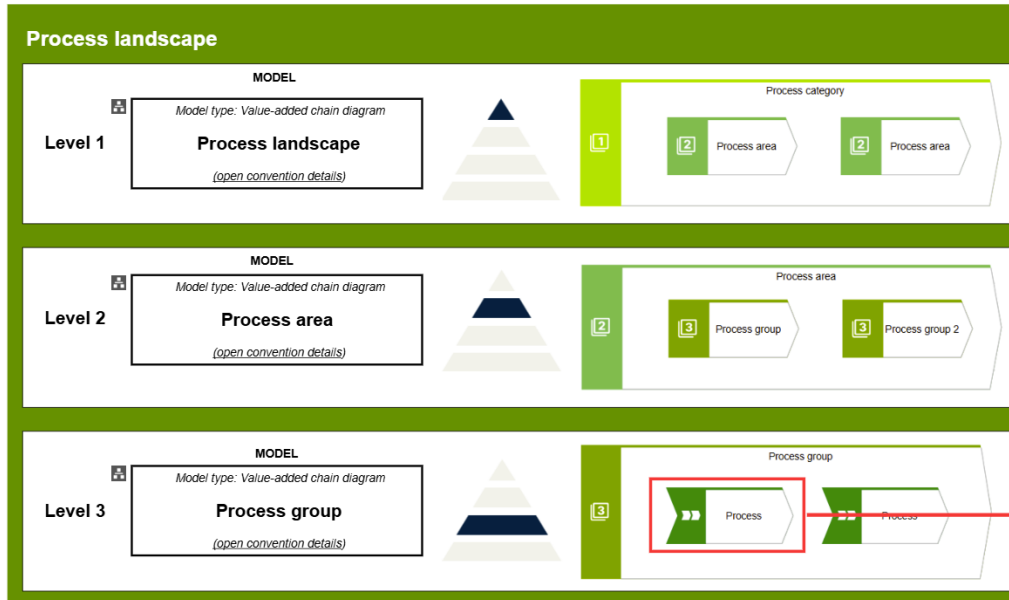 Process landscape
MODEL
Level 1
Model type: Value-added chain diagram
Process landscape
(open convention details)
1
Process category
2
Process area
2
Process area
MODEL
Level 2
Model type: Value-added chain diagram
Process area
(open convention details)
2
Process area
3
Process group
3
Process group 2
MODEL
Level 3
Model type: Value-added chain diagram
Process group
(open convention details)
3
Process group
Process
Process